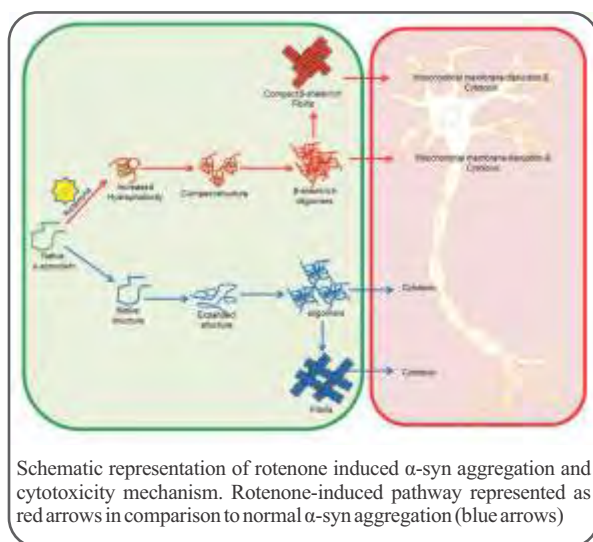 Compact β-sheet rich
Fibrils
Mitochondrial membrane disruption &
Cytotoxic
Mitochondrial membrane disruption &
Cytotoxic
Rotenone
Increased
Hydrophobicity
Compact structure
β-sheet rich
oligomers
Native
α-synuclein
Native
structure
Expanded
structure
oligomers
Cytotoxic
Fibrils
Cytotoxic
Schematic representation of rotenone induced α-syn aggregation and
cytotoxicity mechanism. Rotenone-induced pathway represented as
red arrows in comparison to normal α-syn aggregation (blue arrows)